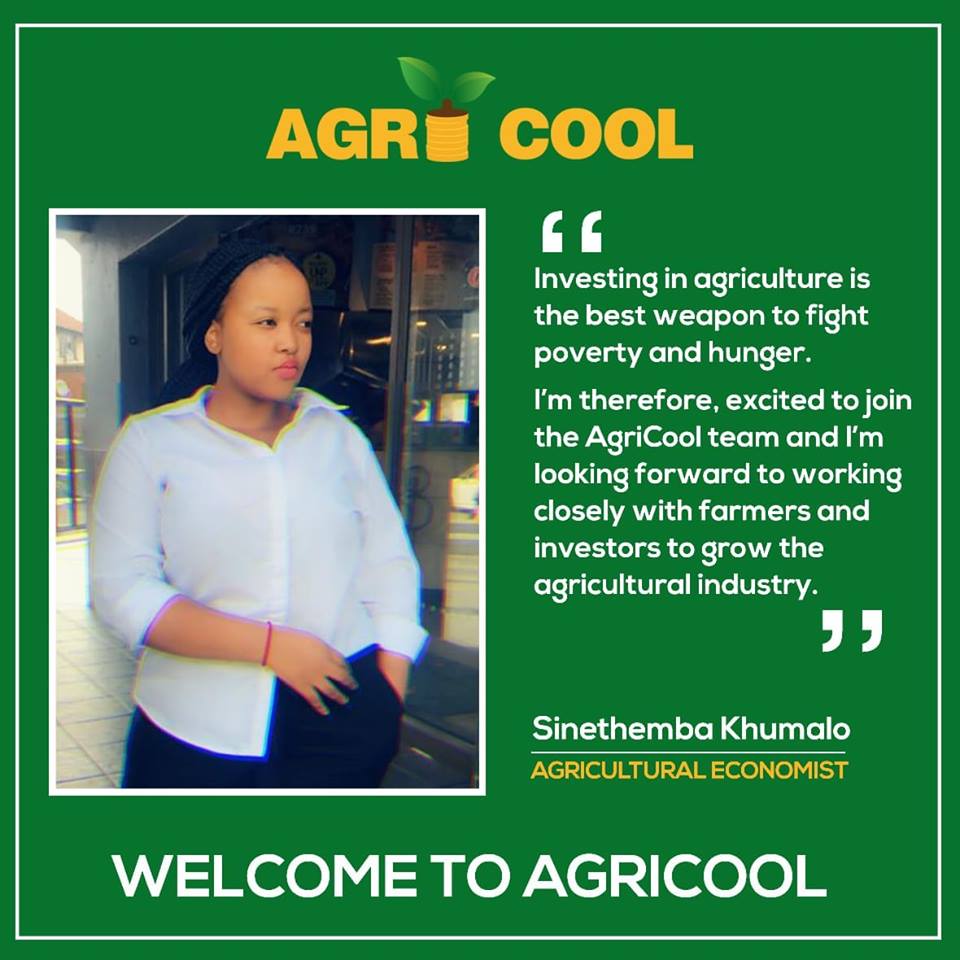 AGRI COOL
“
Investing in agriculture is
the best weapon to fight
poverty and hunger.
I’m therefore, excited to join
the AgriCool team and I’m
looking forward to working
closely with farmers and
investors to grow the
agricultural industry.
”
Sinethemba Khumalo
AGRICULTURAL ECONOMIST
WELCOME TO AGRICOOL